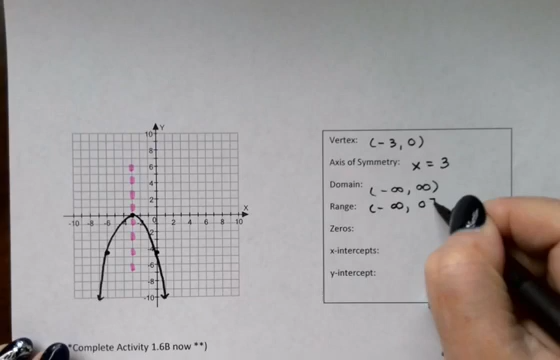 Y
10
8
6
4
2
X
-10 -8 -6 -4 0 2 4 6 8 10
-2
-4
-6
-8
-10
Vertex: (-3, 0)
Axis of Symmetry: x = 3
Domain: (-∞, ∞)
Range: (-∞, 0]
Zeros:
x-intercepts:
y-intercept:
*Complete Activity 1.6B now **)